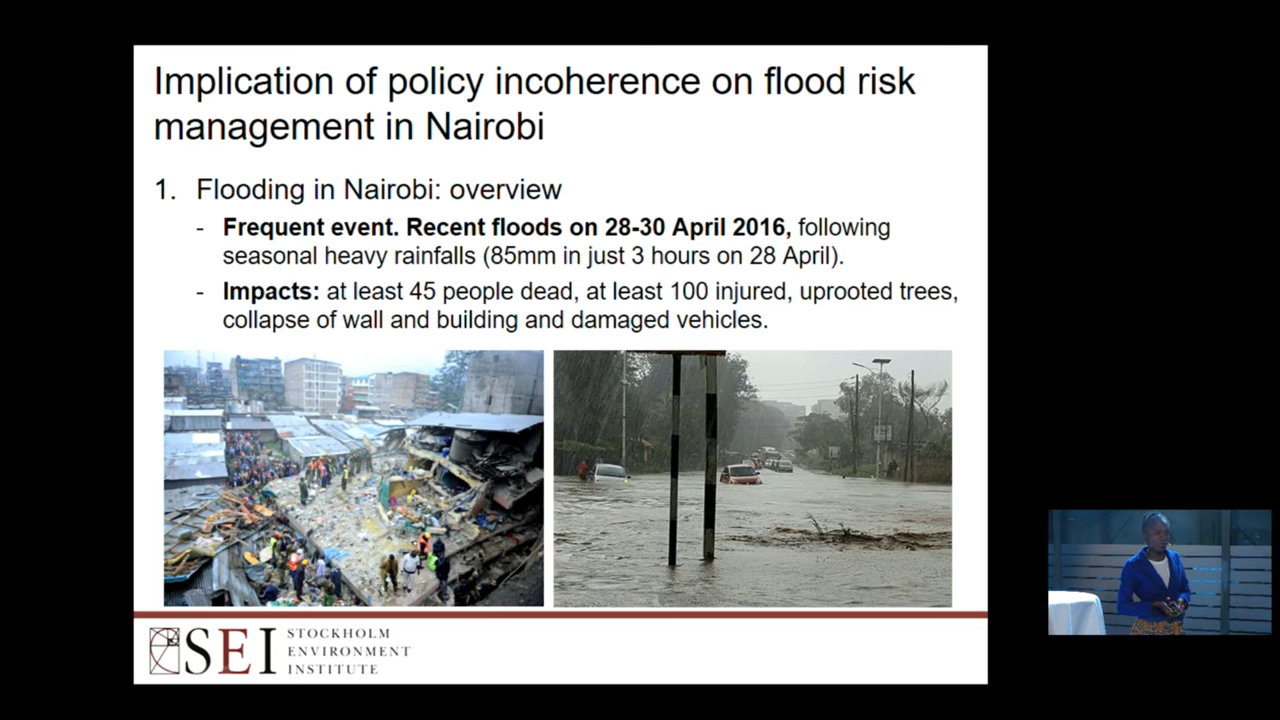 Implication of policy incoherence on flood risk
management in Nairobi
1. Flooding in Nairobi: overview
- Frequent event. Recent floods on 28-30 April 2016, following
seasonal heavy rainfalls (85mm in just 3 hours on 28 April).
- Impacts: at least 45 people dead, at least 100 injured, uprooted trees,
collapse of wall and building and damaged vehicles.
SEI
STOCKHOLM
ENVIRONMENT
INSTITUTE